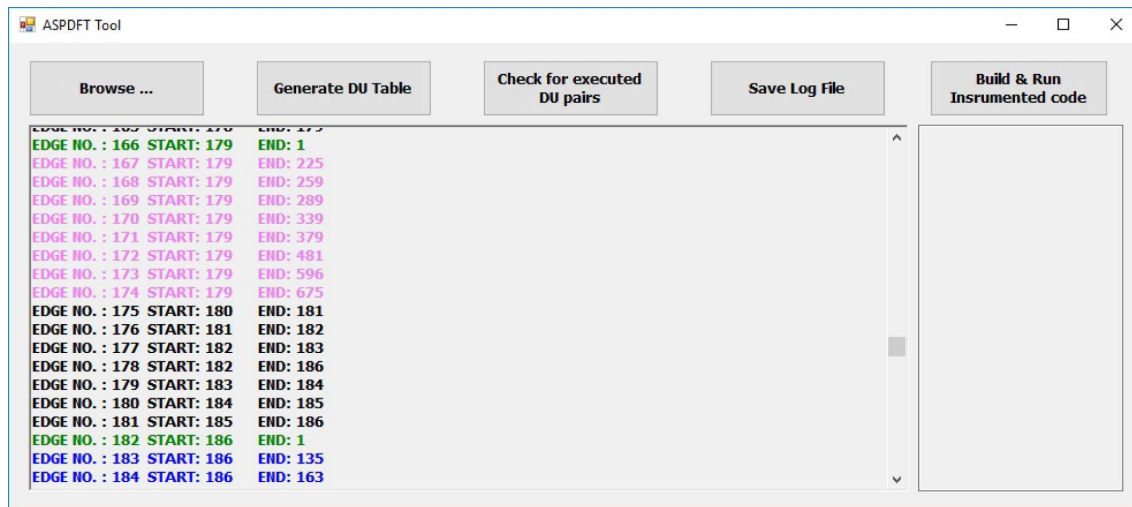 ASPDFT Tool
Browse ...
Generate DU Table
Check for executed
DU pairs
Save Log File
Build & Run
Insrumented code
EDGE NO. : 165 START: 178 END: 179
EDGE NO. : 166 START: 179 END: 1
EDGE NO. : 167 START: 179 END: 225
EDGE NO. : 168 START: 179 END: 259
EDGE NO. : 169 START: 179 END: 289
EDGE NO. : 170 START: 179 END: 339
EDGE NO. : 171 START: 179 END: 379
EDGE NO. : 172 START: 179 END: 481
EDGE NO. : 173 START: 179 END: 596
EDGE NO. : 174 START: 179 END: 675
EDGE NO. : 175 START: 180 END: 181
EDGE NO. : 176 START: 181 END: 182
EDGE NO. : 177 START: 182 END: 183
EDGE NO. : 178 START: 182 END: 186
EDGE NO. : 179 START: 183 END: 184
EDGE NO. : 180 START: 184 END: 185
EDGE NO. : 181 START: 185 END: 186
EDGE NO. : 182 START: 186 END: 1
EDGE NO. : 183 START: 186 END: 135
EDGE NO. : 184 START: 186 END: 163